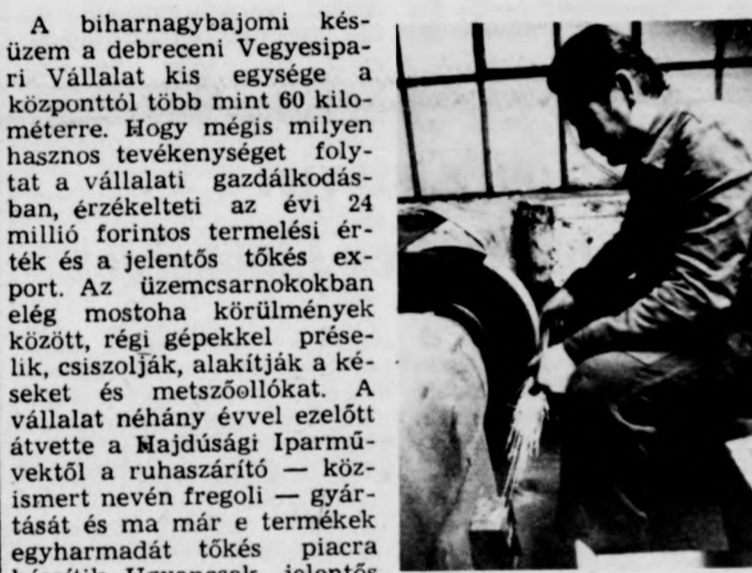 A biharnagybajomi kés-
üzem a debreceni Vegyesipa-
ri Vállalat kis egysége a
központtól több mint 60 kilo-
méterre. Hogy mégis milyen
hasznos tevékenységet foly-
tat a vállalati gazdálkodás-
ban, érzékelteti az évi 24
millió forintos termelési ér-
ték és a jelentős tőkés ex-
port. Az üzemcsarnokokban
elég mostoha körülmények
között, régi gépekkel prése-
lik, csiszolják, alakítják a ké-
seket és metszőollókat. A
vállalat néhány évvel ezelőtt
átvette a Hajdúsági Iparmű-
vektől a ruhaszárító — köz-
ismert nevén fregoli — gyár-
tását és ma már e termékek
egyharmadát tőkés piacra
készítik. Ugyancsak jelentős